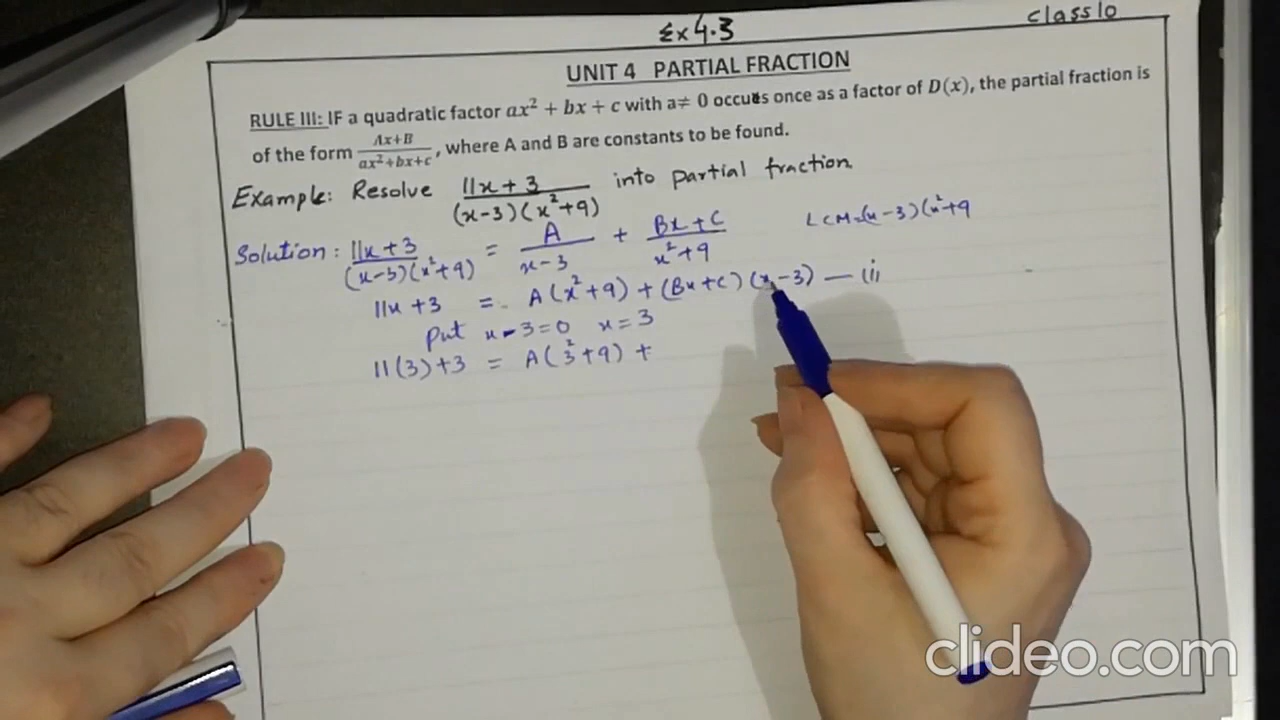 Ex 4.3
class 10
UNIT 4 PARTIAL FRACTION
RULE III: IF a quadratic factor ax² + bx + c with a≠ 0 occurs once as a factor of D(x), the partial fraction is
of the form (Ax+B)/(ax²+bx+c), where A and B are constants to be found.
Example: Resolve (11x+3)/((x-3)(x²+9)) into partial fraction.
Solution: (11x+3)/((x-3)(x²+9)) = A/(x-3) + (Bx+C)/(x²+9) LCM=(x-3)(x²+9
11x+3 = A(x²+9) + (Bx+C)(x-3) — (i)
Put x-3=0 x=3
11(3)+3 = A(3²+9) +
clideo.com